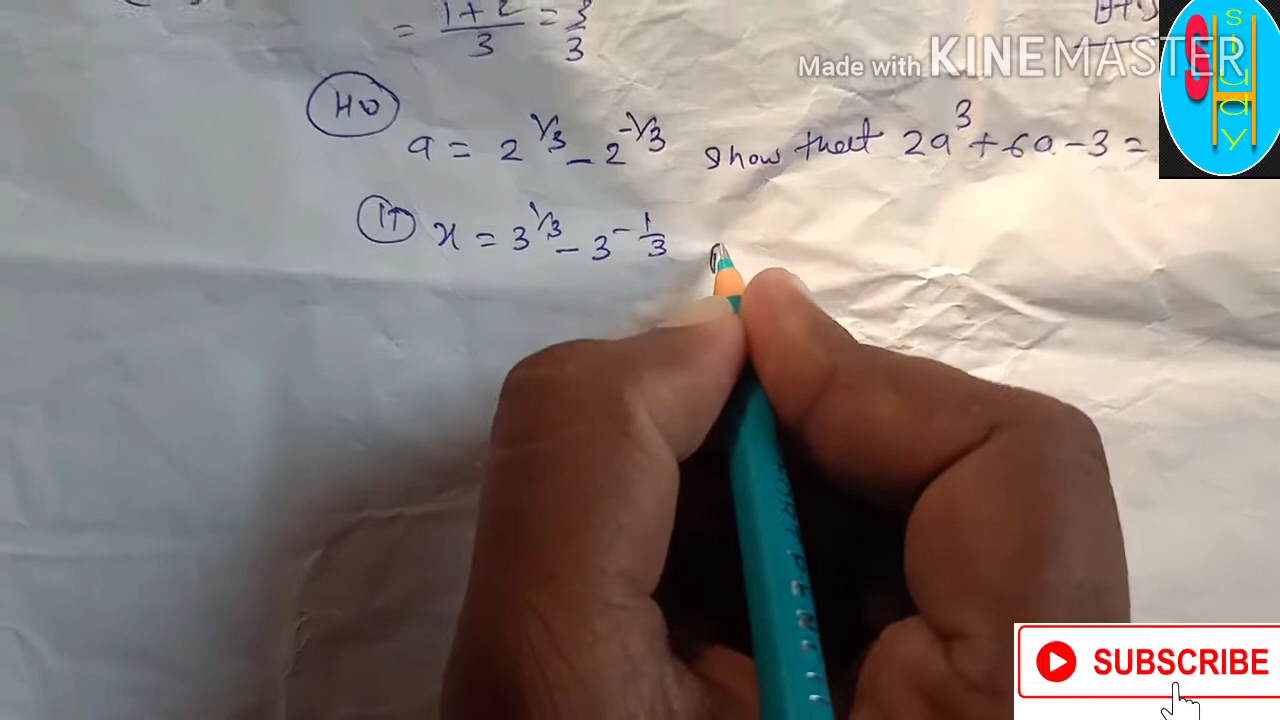 = 1+2/3 = 3/3
Made with KINEMASTER
study
HW
a = 2^1/3 - 2^-1/3 show that 2a^3 + 6a - 3 =
II x = 3^1/3 - 3^-1/3
SUBSCRIBE